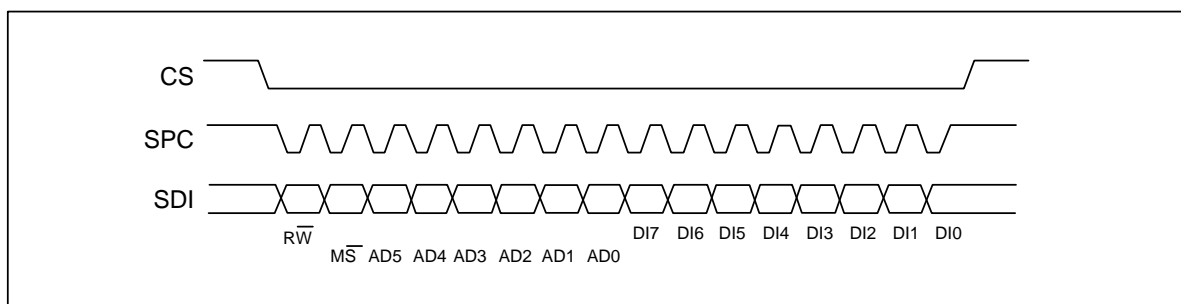 CS
SPC
SDI
RW̅
DI7 DI6 DI5 DI4 DI3 DI2 DI1 DI0
MS̅ AD5 AD4 AD3 AD2 AD1 AD0